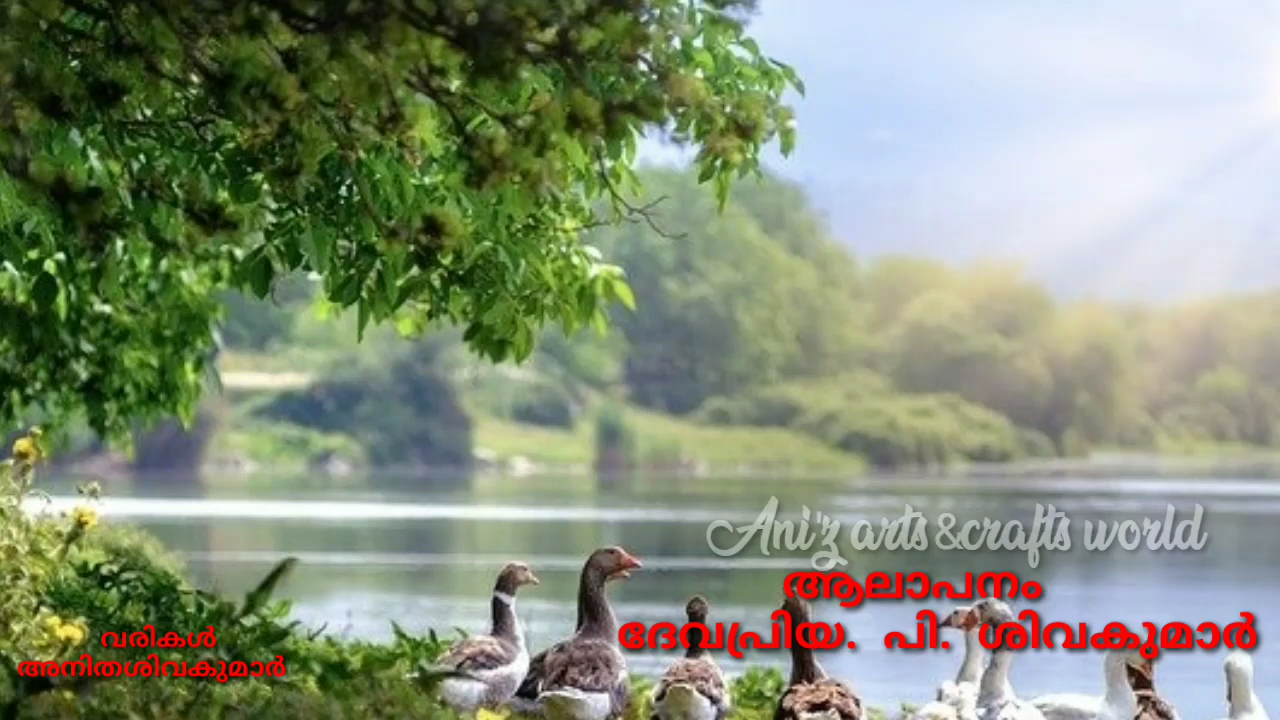 Ani'z arts &crafts world
ആലാപനം
ദേവപ്രിയ. പി. ശിവകുമാർ
വരികൾ
അനിതശിവകുമാർ